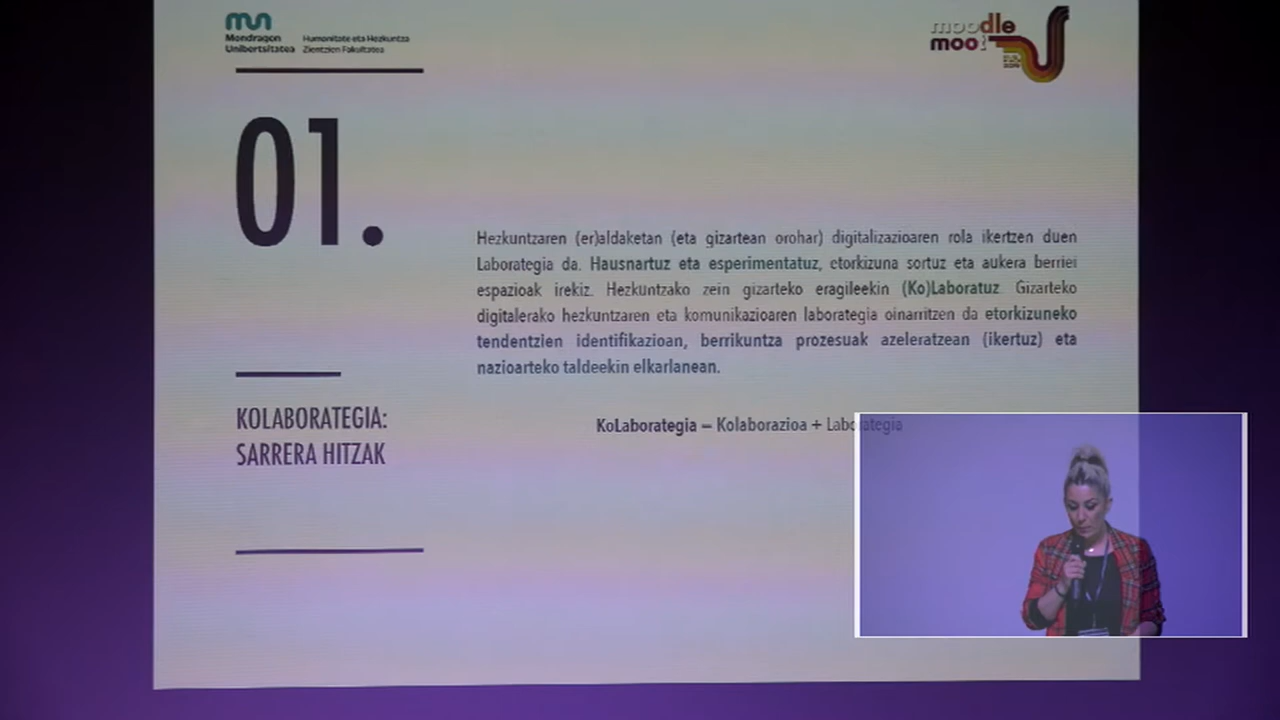 Mondragon
Unibertsitatea
Humanitate eta Hezkuntza
Zientzien Fakultatea
moodle
moot
01.
KOLABORATEGIA:
SARRERA HITZAK
Hezkuntzaren (er)aldaketan (eta gizartean orohar) digitalizazioaren rola ikertzen duen
Laborategia da. Hausnartuz eta esperimentatuz, etorkizuna sortuz eta aukera berriei
espazioak irekiz. Hezkuntzako zein gizarteko eragileekin (Ko)Laboratuz. Gizarteko
digitalerako hezkuntzaren eta komunikazioaren laborategia oinarritzen da etorkizuneko
tendentzien identifikazioan, berrikuntza prozesuak azeleratzean (ikertuz) eta
nazioarteko taldeekin elkarlanean.
KoLaborategia = Kolaborazioa + Laborategia